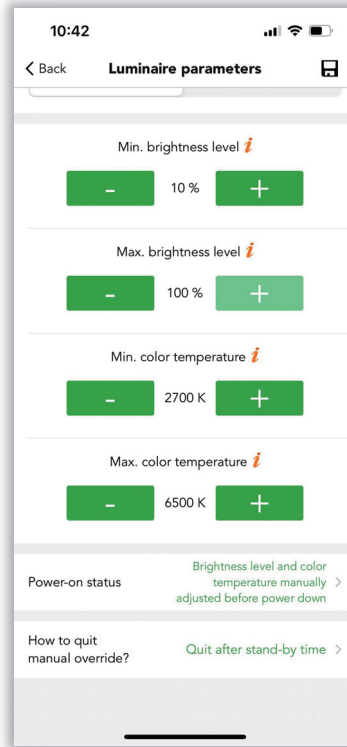 10:42
Back Luminaire parameters
Min. brightness level i
- 10 % +
Max. brightness level i
- 100 % +
Min. color temperature i
- 2700 K +
Max. color temperature i
- 6500 K +
Power-on status
Brightness level and color
temperature manually
adjusted before power down
How to quit
manual override?
Quit after stand-by time